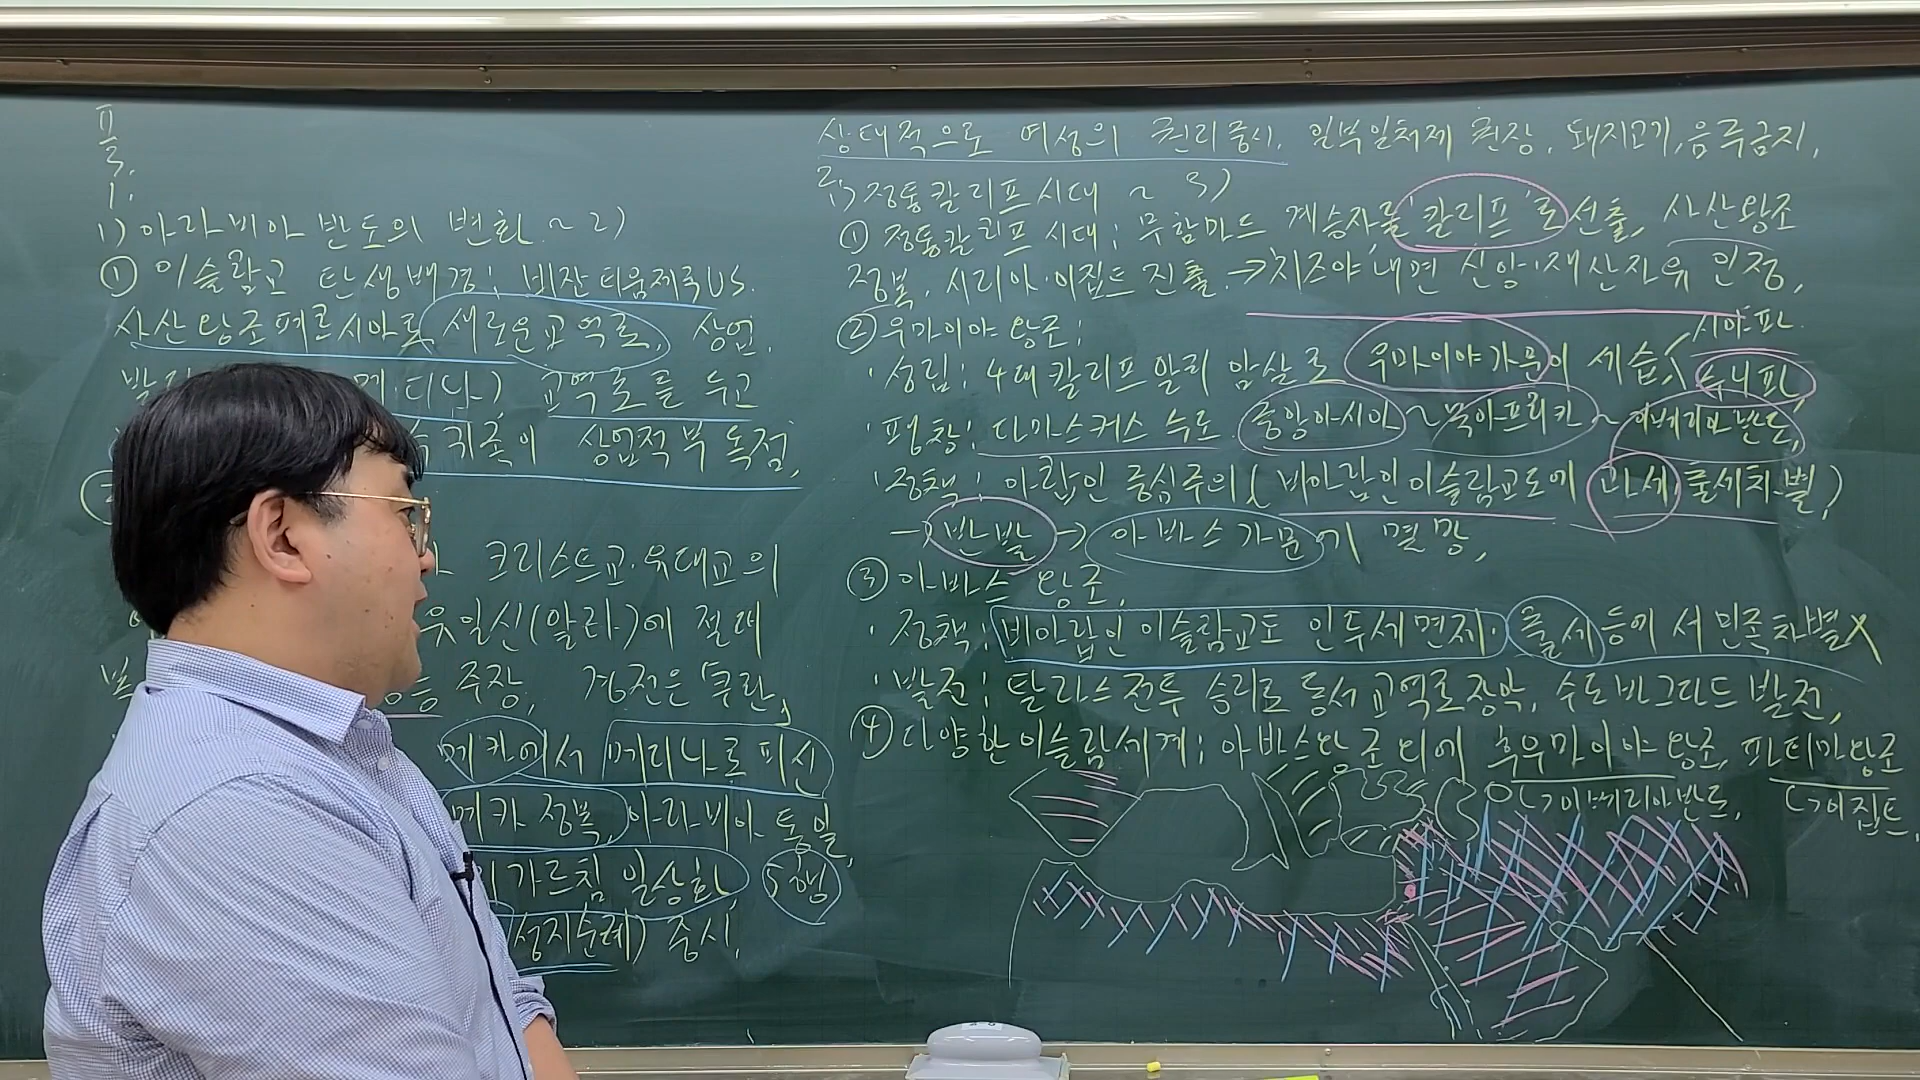 Ⅱ
3.
1.
1) 아라비아 반도의 변화 ~ 2)
① 이슬람교 탄생배경: 비잔티움제국 VS.
사산왕조페르시아로 새로운교역로, 상업.
발 메·디나) 교역로를 두고
귀족이 상업적 부 독점,
크리스트교·유대교의
유일신(알라)에 절대
복 주장, 경전은 「쿠란」
메카에서 메디나로 피신
메카 정복, 아라비아 통일,
가르침 일상화, 5행
(성지순례) 중시,
상대적으로 여성의 권리중시, 일부일처제 권장, 돼지고기,음주금지,
2.
1) 정통칼리프시대 ~ 3)
① 정통칼리프 시대: 무함마드 계승자를 '칼리프'로 선출, 사산왕조
정복, 시리아·이집트 진출. → '지즈야' 내면 신앙·재산자유 인정,
② 우마이야 왕조:
시아파
·성립: 4대칼리프 알리 암살로 우마이야가문이 세습, 수니파,
·팽창: 다마스커스 수도 중앙아시아 ~ 북아프리카 ~ 이베리아반도,
·정책: 아랍인 중심주의( 비아랍인이슬람교도에 과세, 출세차별)
→ 반발 → 아바스가문이 멸망,
③ 아바스 왕조,
·정책: 비아랍인 이슬람교도 인두세면제· 출세 등에서 민족차별X
·발전: 탈라스전투 승리로 동서교역로장악, 수도 바그다드 발전,
④ 다양한이슬람세계: 아바스왕조 외에 후우마이야왕조, 파티마왕조
(↳이베리아반도, (↳이집트,